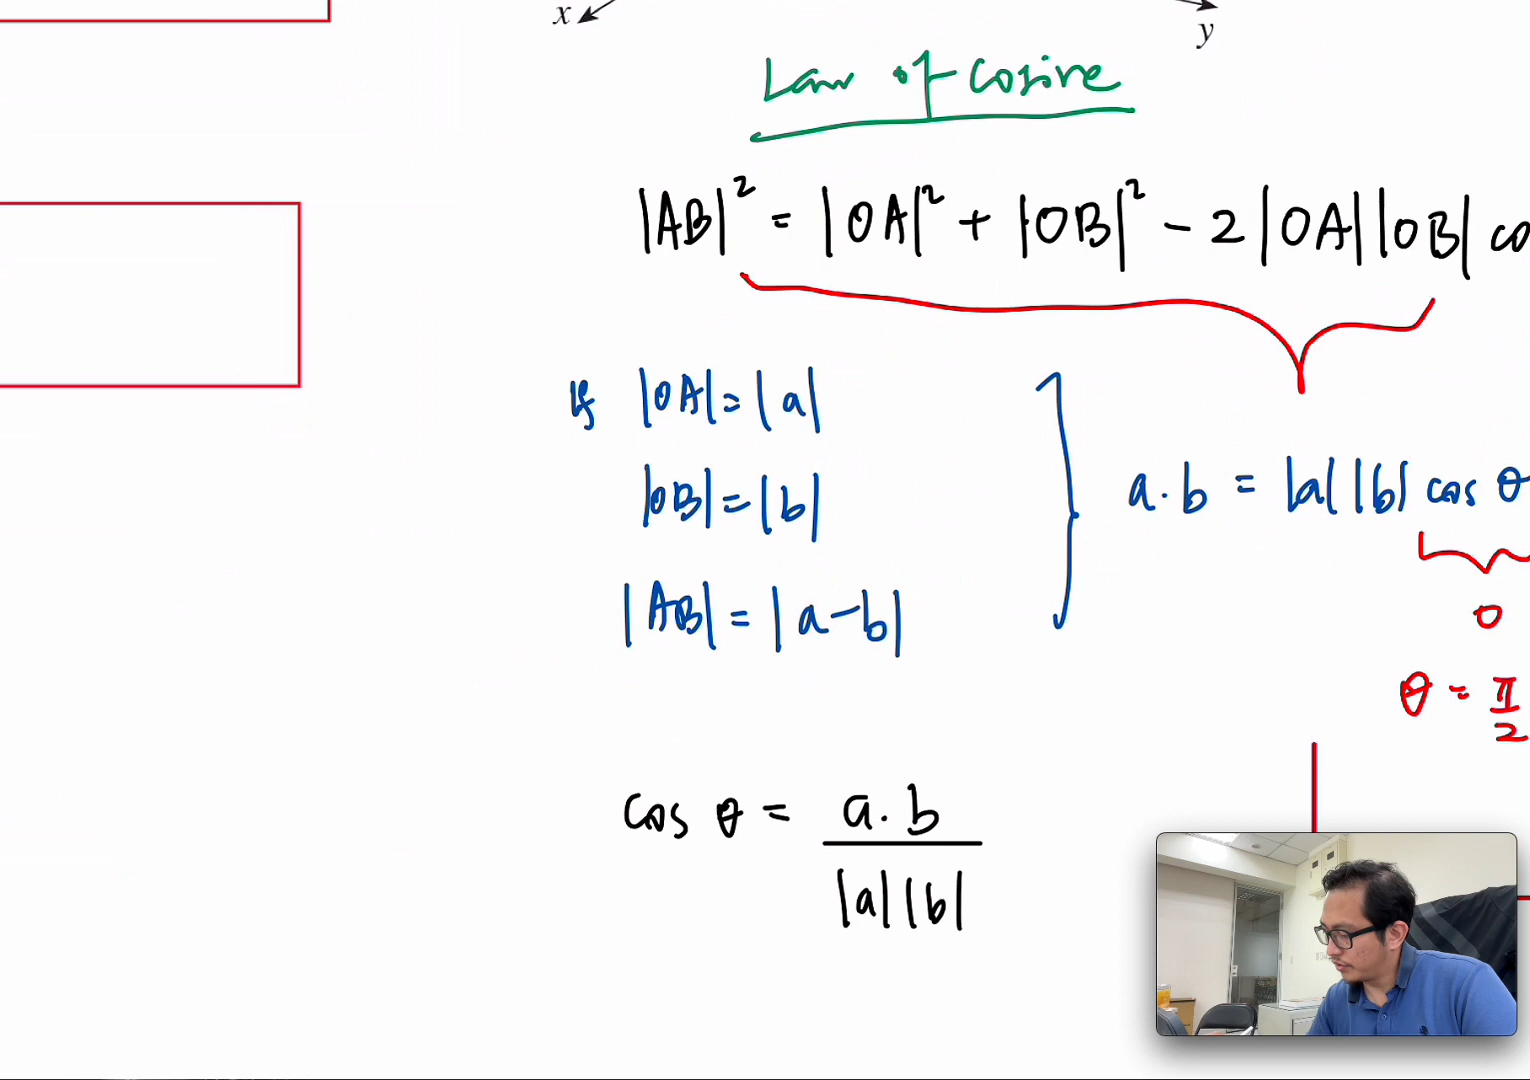 x
y
Law of cosine
|AB|² = |OA|² + |OB|² - 2 |OA| |OB| co
If |OA| = |a|
|OB| = |b|
|AB| = |a-b|
a.b = |a| |b| cos θ
0
θ = π/2
cos θ = a.b / |a| |b|